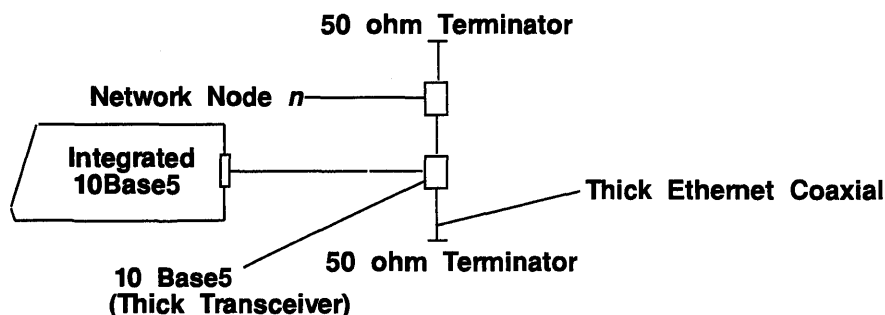 50 ohm Terminator
Network Node n
Integrated
10Base5
Thick Ethernet Coaxial
50 ohm Terminator
10 Base5
(Thick Transceiver)